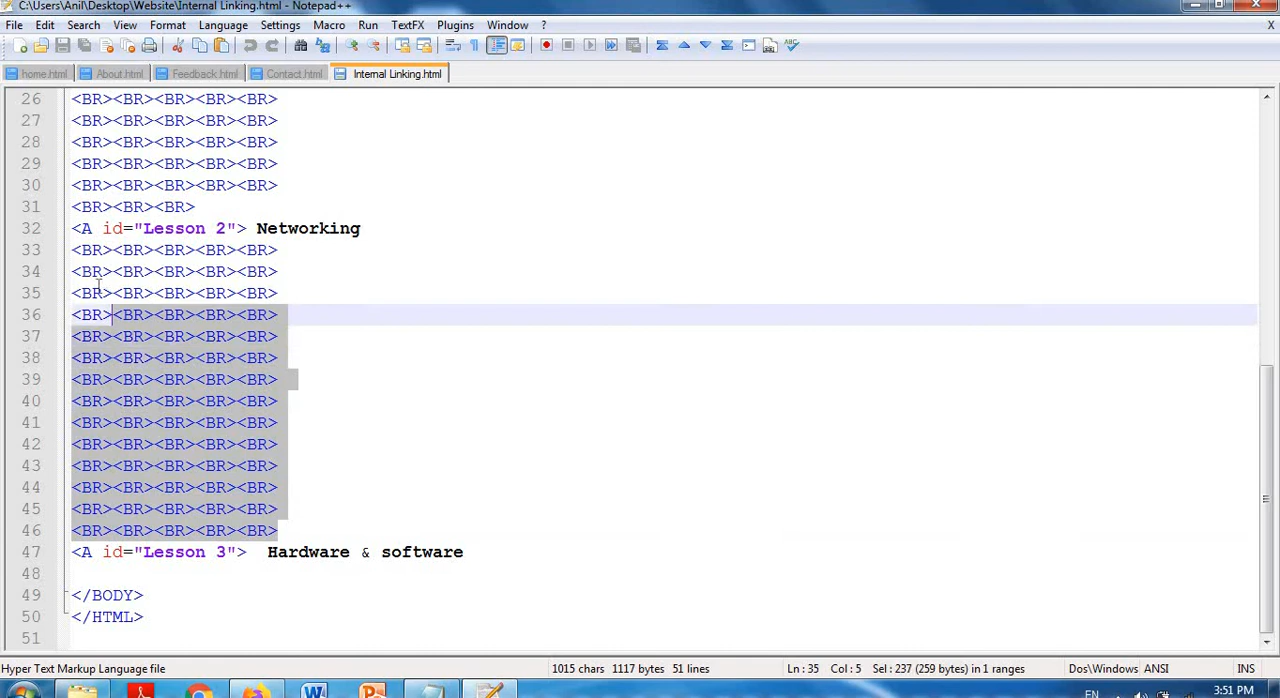 C:\Users\Anil\Desktop\Website\Internal Linking.html - Notepad++
File Edit Search View Format Language Settings Macro Run TextFX Plugins Window ? X
home.html About.html Feedback.html Contact.html Internal Linking.html
26 <BR><BR><BR><BR><BR>
27 <BR><BR><BR><BR><BR>
28 <BR><BR><BR><BR><BR>
29 <BR><BR><BR><BR><BR>
30 <BR><BR><BR><BR><BR>
31 <BR><BR><BR>
32 <A id="Lesson 2"> Networking
33 <BR><BR><BR><BR><BR>
34 <BR><BR><BR><BR><BR>
35 <BR><BR><BR><BR><BR>
36 <BR><BR><BR><BR><BR>
37 <BR><BR><BR><BR><BR>
38 <BR><BR><BR><BR><BR>
39 <BR><BR><BR><BR><BR>
40 <BR><BR><BR><BR><BR>
41 <BR><BR><BR><BR><BR>
42 <BR><BR><BR><BR><BR>
43 <BR><BR><BR><BR><BR>
44 <BR><BR><BR><BR><BR>
45 <BR><BR><BR><BR><BR>
46 <BR><BR><BR><BR><BR>
47 <A id="Lesson 3">  Hardware & software
48
49 </BODY>
50 </HTML>
51
Hyper Text Markup Language file 1015 chars 1117 bytes 51 lines Ln : 35 Col : 5 Sel : 237 (259 bytes) in 1 ranges Dos\Windows ANSI INS
EN 3:51 PM